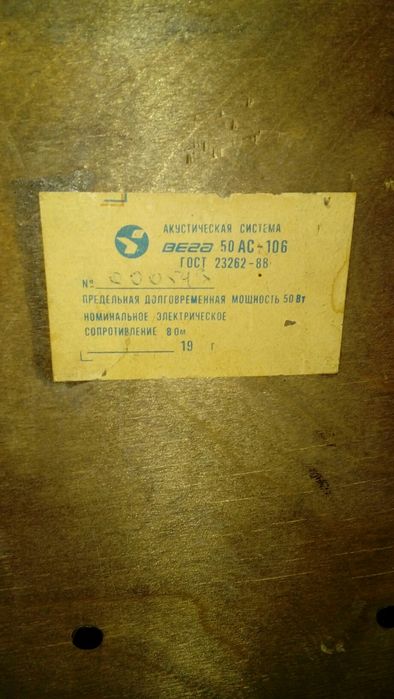 АКУСТИЧЕСКАЯ СИСТЕМА
ВЕГА 50 АС-106
ГОСТ 23262-88
№
ПРЕДЕЛЬНАЯ ДОЛГОВРЕМЕННАЯ МОЩНОСТЬ 50 Вт
НОМИНАЛЬНОЕ ЭЛЕКТРИЧЕСКОЕ
СОПРОТИВЛЕНИЕ 8 Ом
19 г